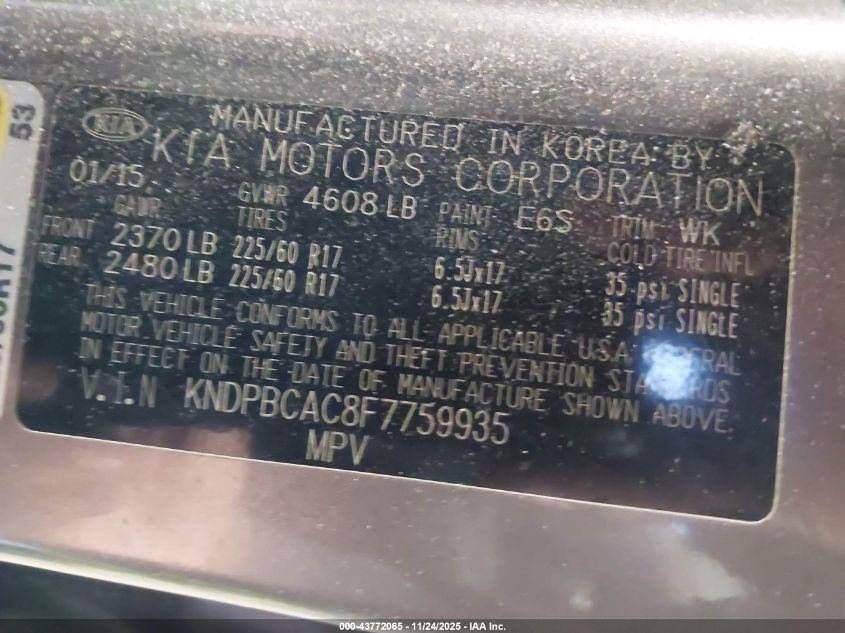 KIA
MANUFACTURED IN KOREA BY
KIA MOTORS CORPORATION
01/15 GVWR 4608 LB PAINT E6S TRIM WK
GAWR TIRES RIMS COLD TIRE INFL
FRONT 2370 LB 225/60 R17 6.5Jx17 35 psi SINGLE
REAR 2480 LB 225/60 R17 6.5Jx17 35 psi SINGLE
THIS VEHICLE CONFORMS TO ALL APPLICABLE U.S.A. FEDERAL
MOTOR VEHICLE SAFETY AND THEFT PREVENTION STANDARDS
IN EFFECT ON THE DATE OF MANUFACTURE SHOWN ABOVE.
V.I.N KNDPBCAC8F7759935
MPV
53
000-43772065 - 11/24/2025 - IAA Inc.